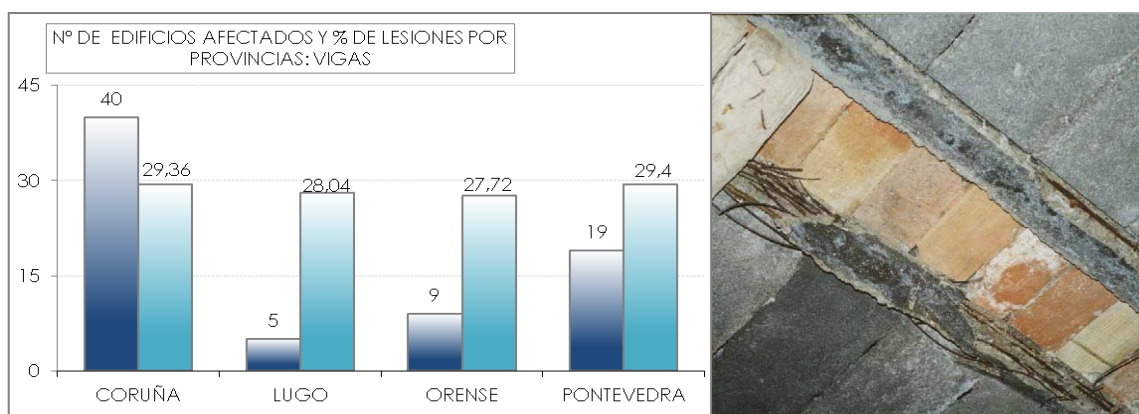 Nº DE EDIFICIOS AFECTADOS Y % DE LESIONES POR
PROVINCIAS: VIGAS
45
30
15
0
40
29,36
5
28,04
9
27,72
19
29,4
CORUÑA
LUGO
ORENSE
PONTEVEDRA